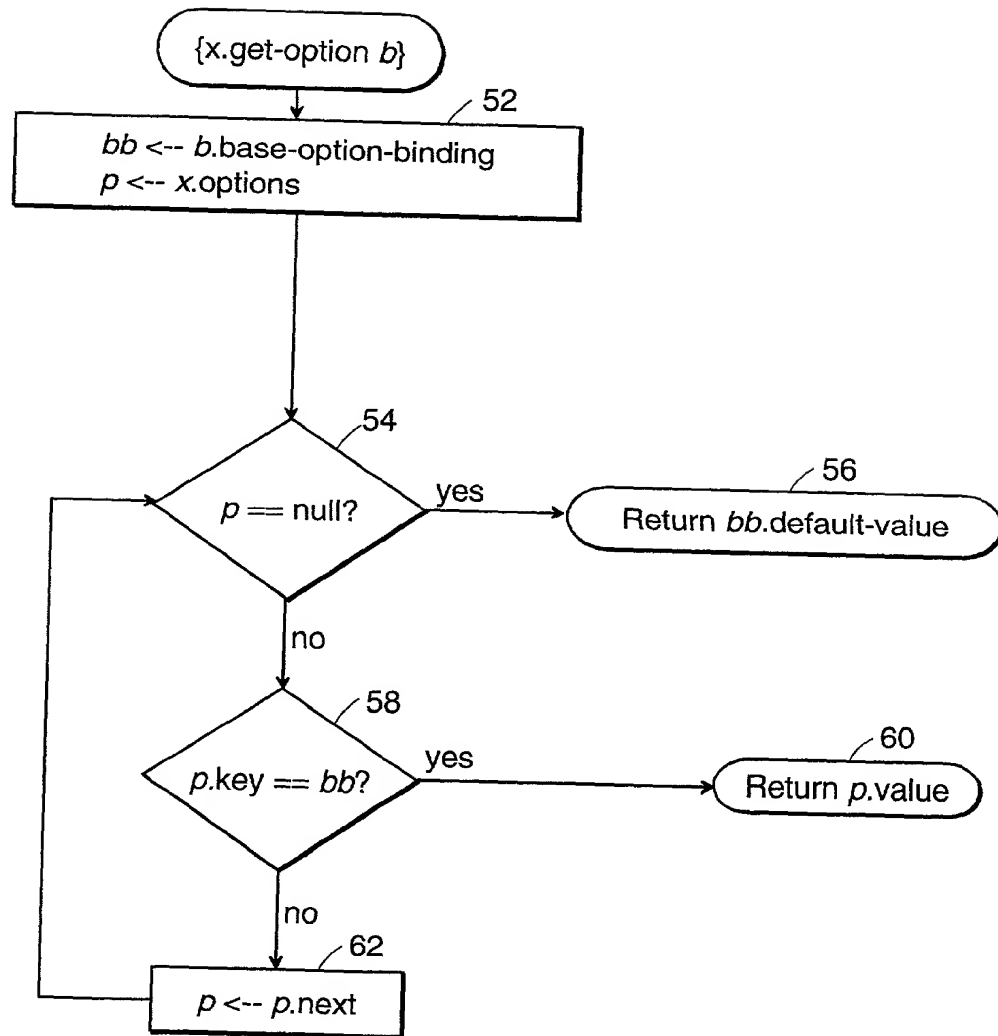 {x.get-option b}
52
bb <-- b.base-option-binding
p <-- x.options
54
p == null?
yes
56
Return bb.default-value
no
58
p.key == bb?
yes
60
Return p.value
no
62
p <-- p.next